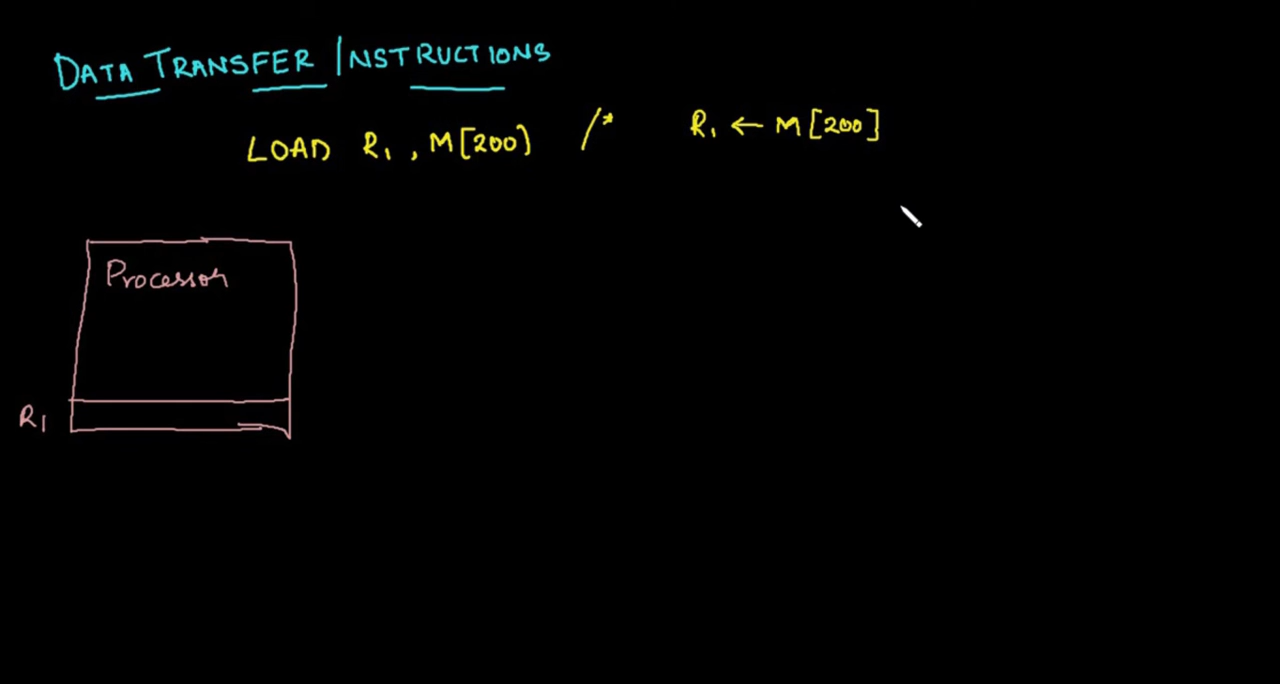 DATA TRANSFER INSTRUCTIONS
LOAD R1 , M[200) /* R1 ← M[200]
Processor
R1